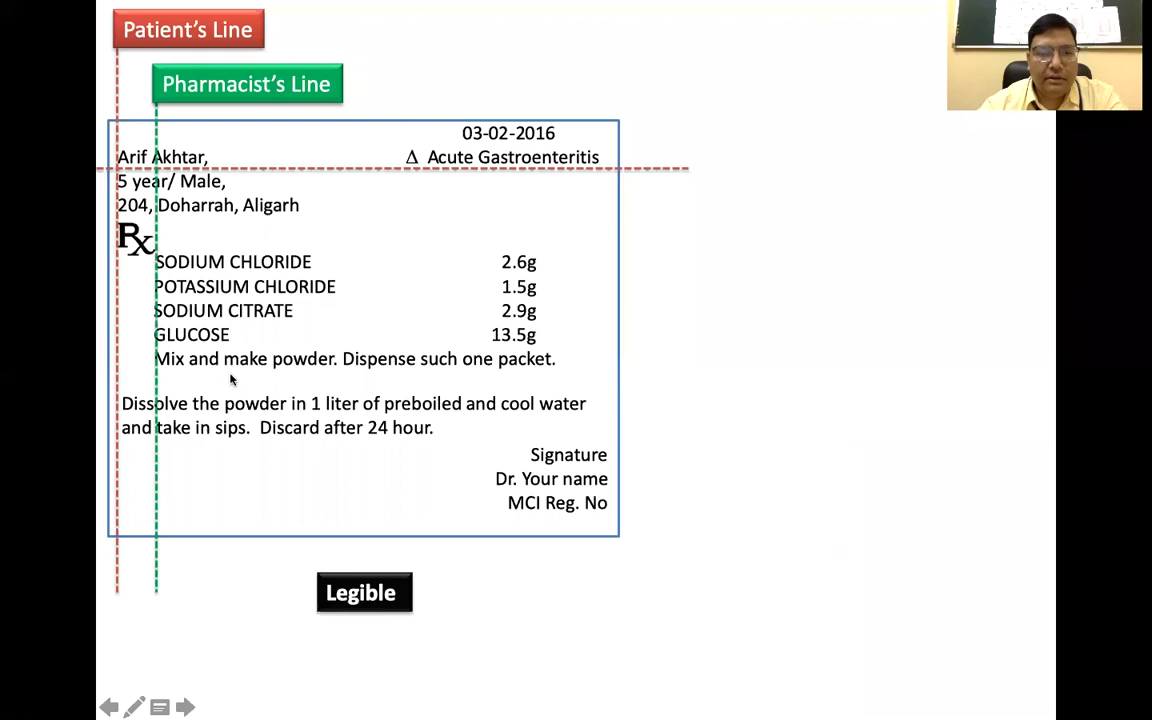 Patient's Line
Pharmacist's Line
03-02-2016
Arif Akhtar, Δ Acute Gastroenteritis
5 year/ Male,
204, Doharrah, Aligarh
Rx
SODIUM CHLORIDE 2.6g
POTASSIUM CHLORIDE 1.5g
SODIUM CITRATE 2.9g
GLUCOSE 13.5g
Mix and make powder. Dispense such one packet.
Dissolve the powder in 1 liter of preboiled and cool water
and take in sips. Discard after 24 hour.
Signature
Dr. Your name
MCI Reg. No
Legible